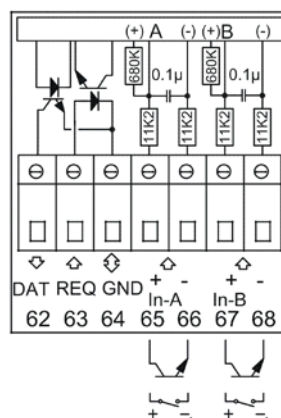 (+) A (-) (+)B (-)
680K 0.1µ 680K 0.1µ
11K2 11K2 11K2 11K2
DAT REQ GND + - + -
In-A In-B
62 63 64 65 66 67 68
+ - + -